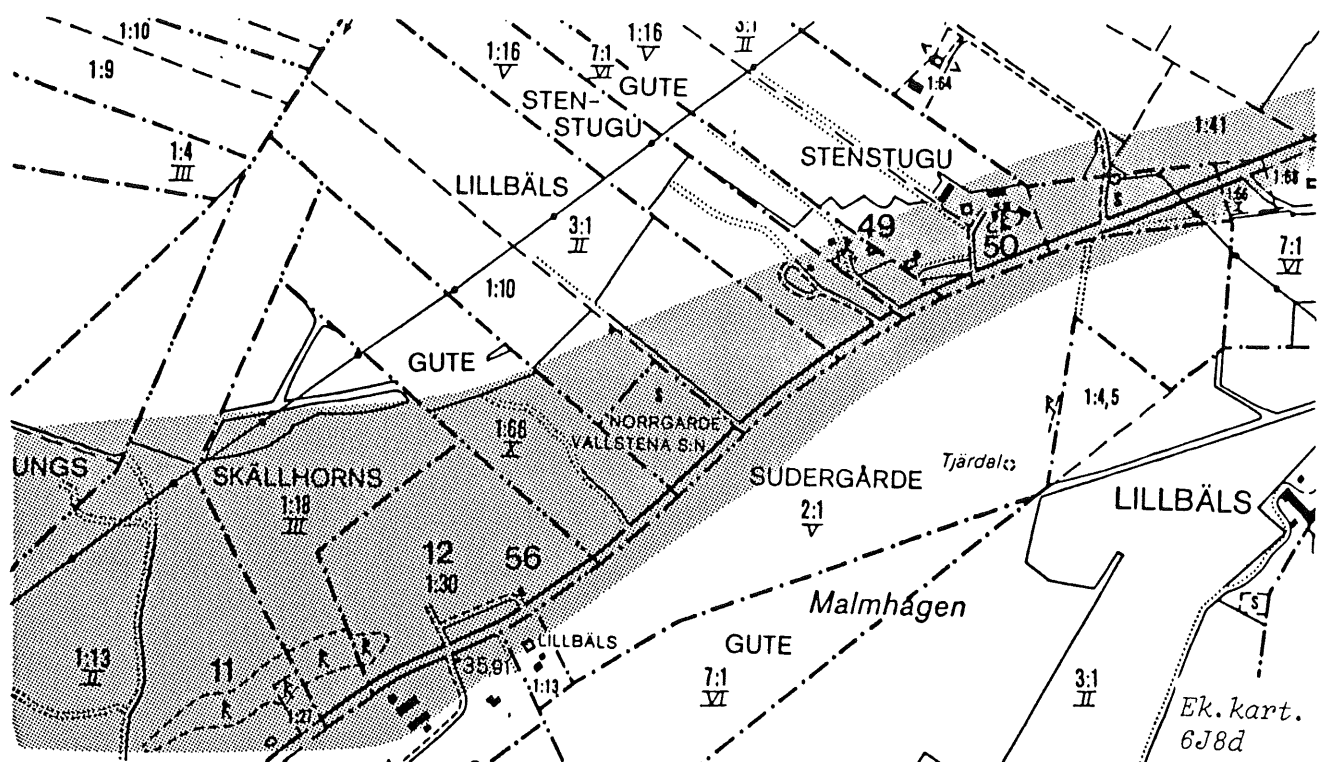 1:10
1:16
V
7:1
VI
1:16
V
3:1
II
1:9
STEN-
STUGU
GUTE
1:64
1:41
1:4
III
LILLBÄLS
STENSTUGU
1:68
S
3:1
II
49
50
7:1
VI
1:10
GUTE
1:4,5
R
S
NORRGÅRDE
VALLSTENA S:N
1:66
X
UNGS
SKÄLLHORNS
1:18
III
SUDERGÅRDE
2:1
V
Tjärdal
LILLBÄLS
12
1:30
56
Malmhagen
S
LILLBÄLS
GUTE
7:1
VI
1:13
II
11
R
R
R
R
35,91
1:13
1:27
3:1
II
Ek. kart.
6J8d